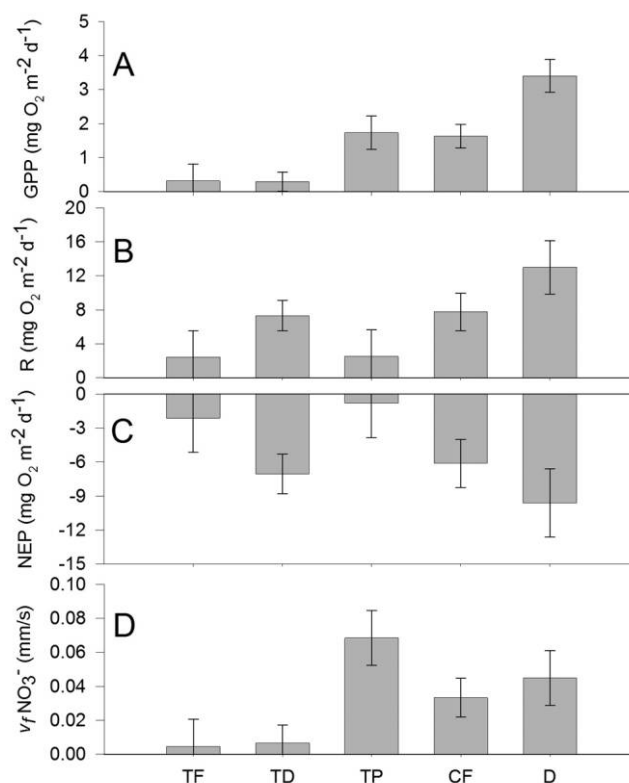 5
4
3
2
1
0
GPP (mg O₂ m⁻² d⁻¹)
A
20
16
12
8
4
0
R (mg O₂ m⁻² d⁻¹)
B
0
-3
-6
-9
-12
-15
NEP (mg O₂ m⁻² d⁻¹)
C
0.10
0.08
0.06
0.04
0.02
0.00
v_f NO₃⁻ (mm/s)
D
TF TD TP CF D